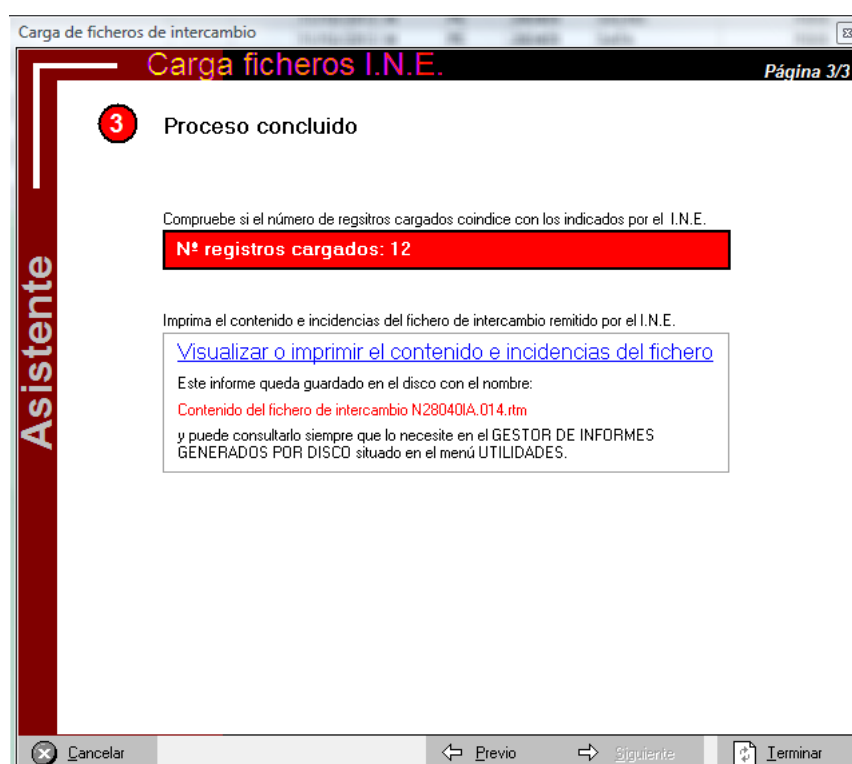 Carga de ficheros de intercambio
Carga ficheros I.N.E.
Página 3/3
3 Proceso concluido
Compruebe si el número de regsitros cargados coindice con los indicados por el I.N.E.
Nº registros cargados: 12
Imprima el contenido e incidencias del fichero de intercambio remitido por el I.N.E.
Visualizar o imprimir el contenido e incidencias del fichero
Este informe queda guardado en el disco con el nombre:
Contenido del fichero de intercambio N28040IA.014.rtm
y puede consultarlo siempre que lo necesite en el GESTOR DE INFORMES
GENERADOS POR DISCO situado en el menú UTILIDADES.
Asistente
Cancelar
Previo
Siguiente
Terminar